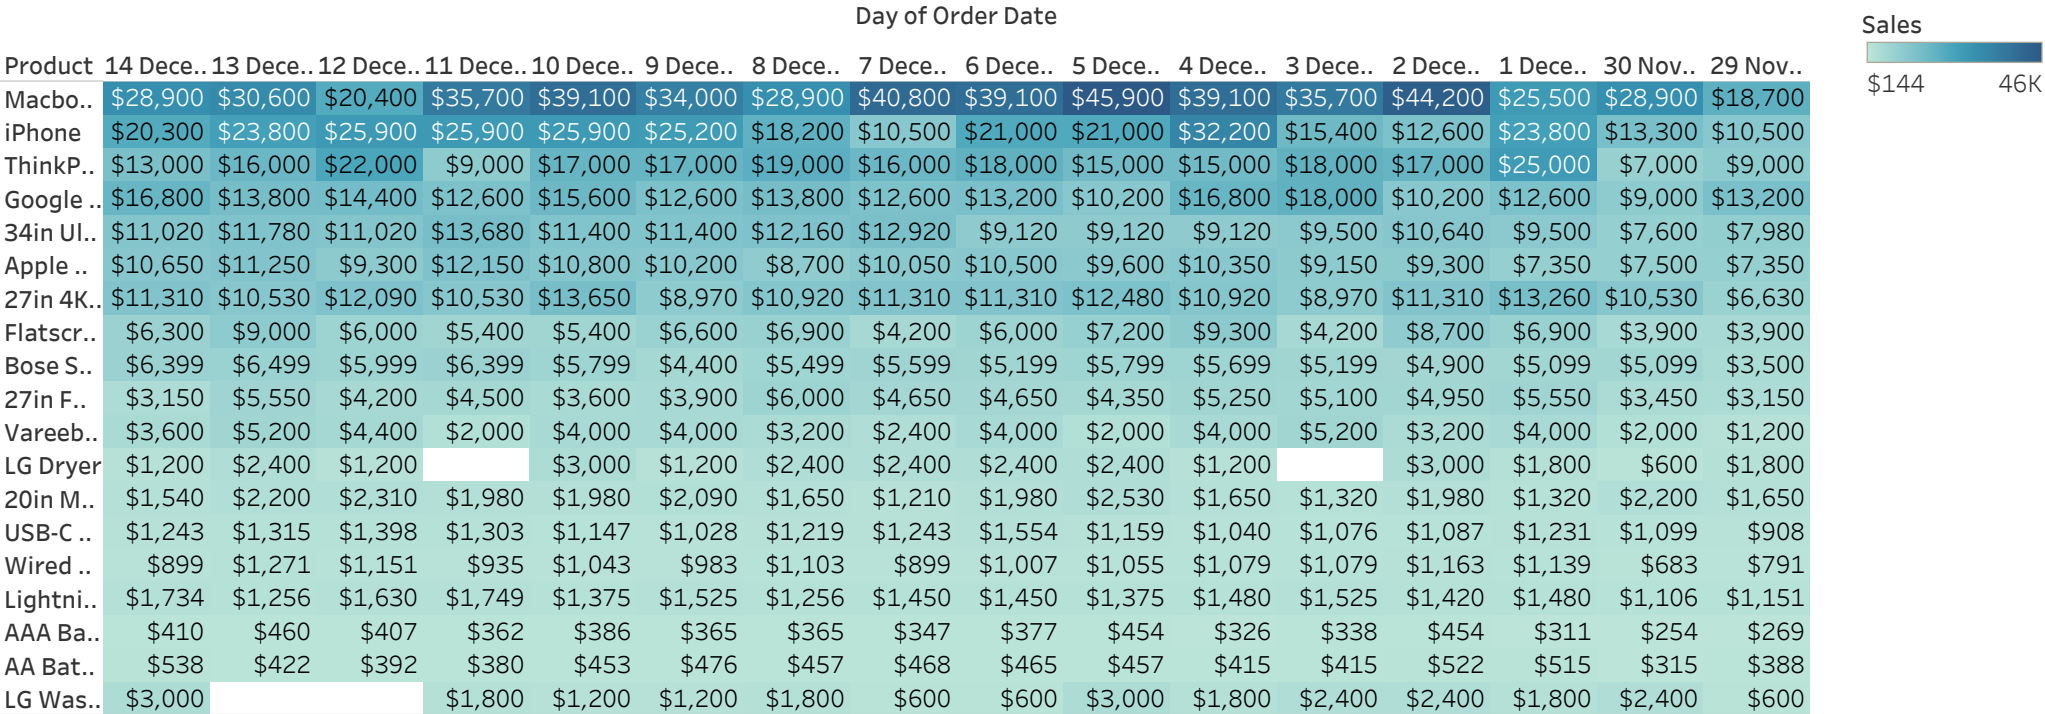 Day of Order Date
Sales
$144 46K
Product 14 Dece.. 13 Dece.. 12 Dece.. 11 Dece.. 10 Dece.. 9 Dece.. 8 Dece.. 7 Dece.. 6 Dece.. 5 Dece.. 4 Dece.. 3 Dece.. 2 Dece.. 1 Dece.. 30 Nov.. 29 Nov..
Macbo.. $28,900 $30,600 $20,400 $35,700 $39,100 $34,000 $28,900 $40,800 $39,100 $45,900 $39,100 $35,700 $44,200 $25,500 $28,900 $18,700
iPhone $20,300 $23,800 $25,900 $25,900 $25,900 $25,200 $18,200 $10,500 $21,000 $21,000 $32,200 $15,400 $12,600 $23,800 $13,300 $10,500
ThinkP.. $13,000 $16,000 $22,000 $9,000 $17,000 $17,000 $19,000 $16,000 $18,000 $15,000 $15,000 $18,000 $17,000 $25,000 $7,000 $9,000
Google .. $16,800 $13,800 $14,400 $12,600 $15,600 $12,600 $13,800 $12,600 $13,200 $10,200 $16,800 $18,000 $10,200 $12,600 $9,000 $13,200
34in Ul.. $11,020 $11,780 $11,020 $13,680 $11,400 $11,400 $12,160 $12,920 $9,120 $9,120 $9,120 $9,500 $10,640 $9,500 $7,600 $7,980
Apple .. $10,650 $11,250 $9,300 $12,150 $10,800 $10,200 $8,700 $10,050 $10,500 $9,600 $10,350 $9,150 $9,300 $7,350 $7,500 $7,350
27in 4K.. $11,310 $10,530 $12,090 $10,530 $13,650 $8,970 $10,920 $11,310 $11,310 $12,480 $10,920 $8,970 $11,310 $13,260 $10,530 $6,630
Flatscr.. $6,300 $9,000 $6,000 $5,400 $5,400 $6,600 $6,900 $4,200 $6,000 $7,200 $9,300 $4,200 $8,700 $6,900 $3,900 $3,900
Bose S.. $6,399 $6,499 $5,999 $6,399 $5,799 $4,400 $5,499 $5,599 $5,199 $5,799 $5,699 $5,199 $4,900 $5,099 $5,099 $3,500
27in F.. $3,150 $5,550 $4,200 $4,500 $3,600 $3,900 $6,000 $4,650 $4,650 $4,350 $5,250 $5,100 $4,950 $5,550 $3,450 $3,150
Vareeb.. $3,600 $5,200 $4,400 $2,000 $4,000 $4,000 $3,200 $2,400 $4,000 $2,000 $4,000 $5,200 $3,200 $4,000 $2,000 $1,200
LG Dryer $1,200 $2,400 $1,200 $3,000 $1,200 $2,400 $2,400 $2,400 $2,400 $1,200 $3,000 $1,800 $600 $1,800
20in M.. $1,540 $2,200 $2,310 $1,980 $1,980 $2,090 $1,650 $1,210 $1,980 $2,530 $1,650 $1,320 $1,980 $1,320 $2,200 $1,650
USB-C .. $1,243 $1,315 $1,398 $1,303 $1,147 $1,028 $1,219 $1,243 $1,554 $1,159 $1,040 $1,076 $1,087 $1,231 $1,099 $908
Wired .. $899 $1,271 $1,151 $935 $1,043 $983 $1,103 $899 $1,007 $1,055 $1,079 $1,079 $1,163 $1,139 $683 $791
Lightni.. $1,734 $1,256 $1,630 $1,749 $1,375 $1,525 $1,256 $1,450 $1,450 $1,375 $1,480 $1,525 $1,420 $1,480 $1,106 $1,151
AAA Ba.. $410 $460 $407 $362 $386 $365 $365 $347 $377 $454 $326 $338 $454 $311 $254 $269
AA Bat.. $538 $422 $392 $380 $453 $476 $457 $468 $465 $457 $415 $415 $522 $515 $315 $388
LG Was.. $3,000 $1,800 $1,200 $1,200 $1,800 $600 $600 $3,000 $1,800 $2,400 $2,400 $1,800 $2,400 $600